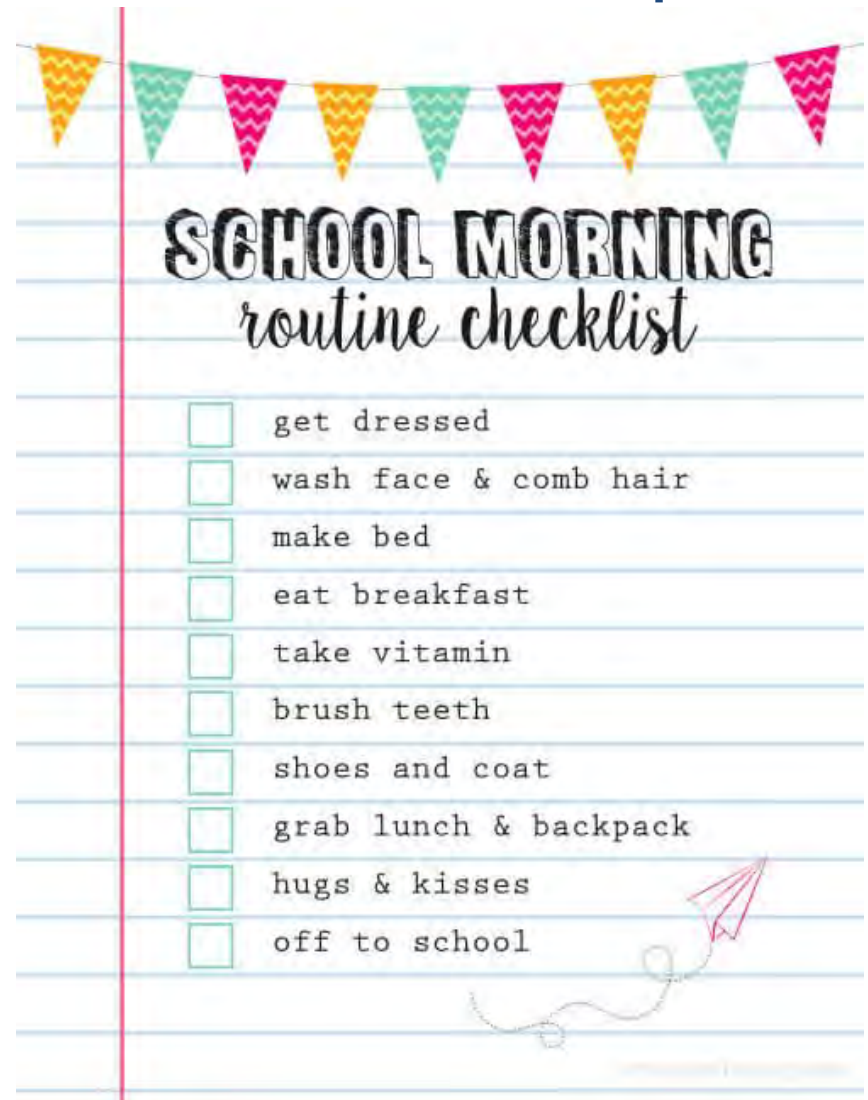 SCHOOL MORNING
routine checklist
get dressed
wash face & comb hair
make bed
eat breakfast
take vitamin
brush teeth
shoes and coat
grab lunch & backpack
hugs & kisses
off to school